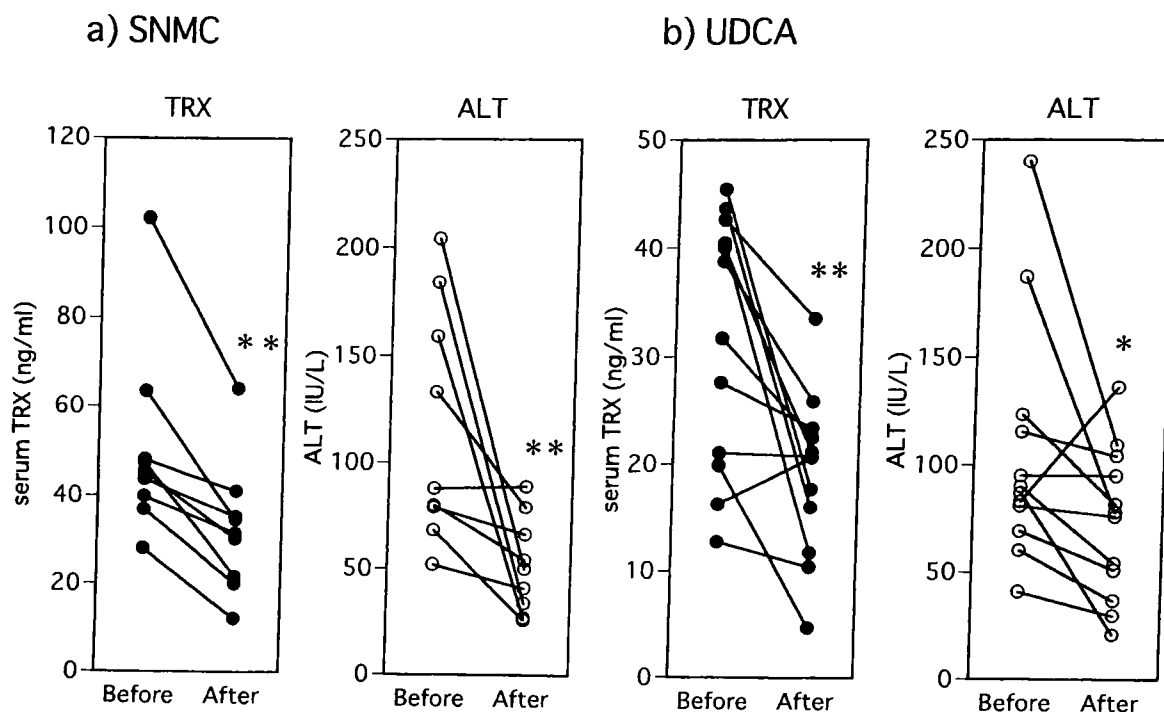 a) SNMC
b) UDCA
TRX
ALT
TRX
ALT
serum TRX (ng/ml)
120
100
80
60
40
20
0
**
Before After
ALT (IU/L)
250
200
150
100
50
0
**
Before After
serum TRX (ng/ml)
50
40
30
20
10
0
**
Before After
ALT (IU/L)
250
200
150
100
50
0
*
Before After